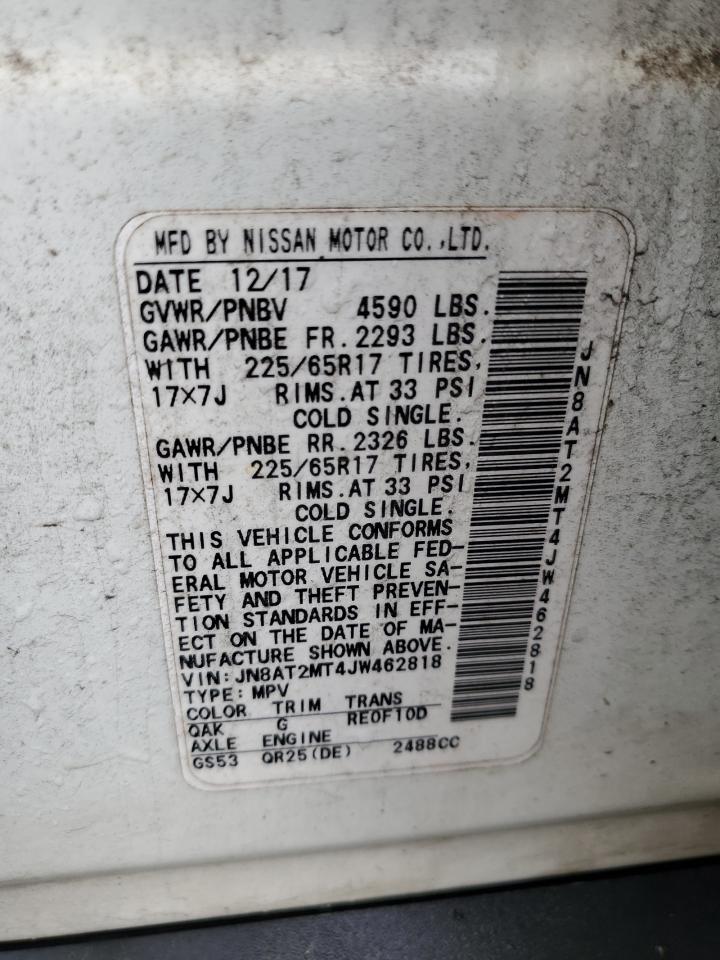 MFD BY NISSAN MOTOR CO.,LTD.
DATE 12/17
GVWR/PNBV 4590 LBS.
GAWR/PNBE FR.2293 LBS.
WITH 225/65R17 TIRES,
17×7J RIMS.AT 33 PSI
COLD SINGLE.
GAWR/PNBE RR.2326 LBS.
WITH 225/65R17 TIRES,
17×7J RIMS.AT 33 PSI
COLD SINGLE.
THIS VEHICLE CONFORMS
TO ALL APPLICABLE FED-
ERAL MOTOR VEHICLE SA-
FETY AND THEFT PREVEN-
TION STANDARDS IN EFF-
ECT ON THE DATE OF MA-
NUFACTURE SHOWN ABOVE.
VIN:JN8AT2MT4JW462818
TYPE:MPV
COLOR TRIM TRANS
QAK G RE0F10D
AXLE ENGINE
GS53 QR25(DE) 2488CC
JN8AT2MT4JW462818